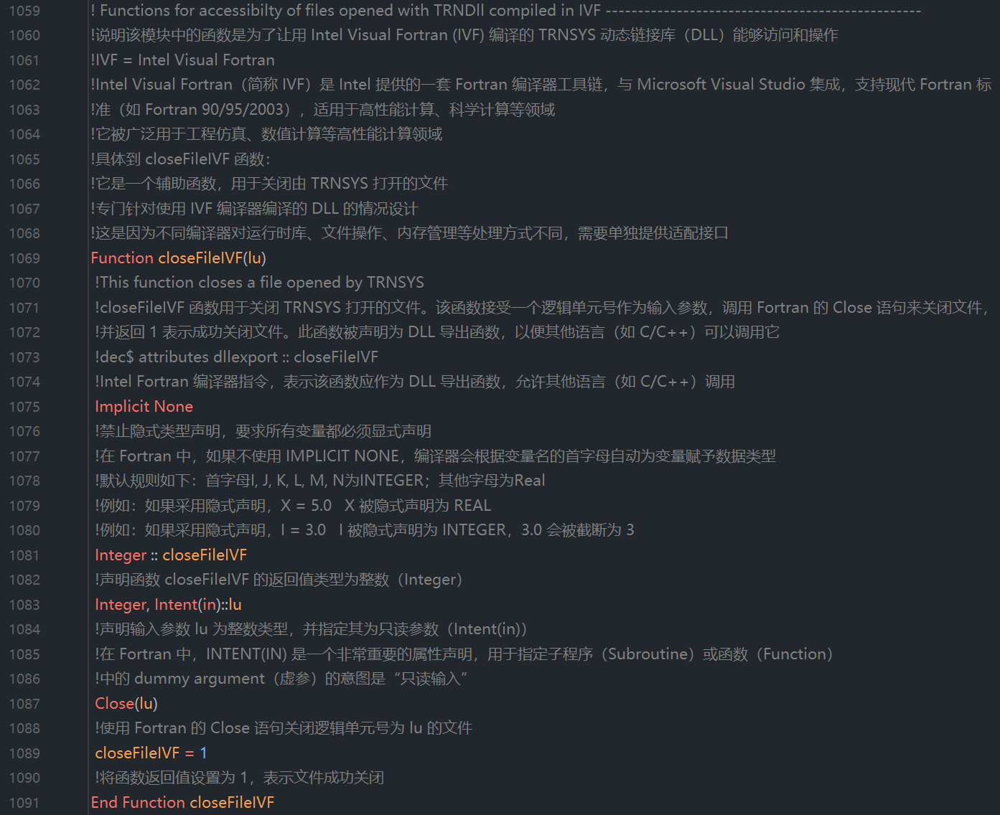 1059 ! Functions for accessibilty of files opened with TRNDll compiled in IVF -------------------------------------------------
1060 !说明该模块中的函数是为了让用 Intel Visual Fortran (IVF) 编译的 TRNSYS 动态链接库（DLL）能够访问和操作
1061 !IVF = Intel Visual Fortran
1062 !Intel Visual Fortran（简称 IVF）是 Intel 提供的一套 Fortran 编译器工具链，与 Microsoft Visual Studio 集成，支持现代 Fortran 标
1063 !准（如 Fortran 90/95/2003），适用于高性能计算、科学计算等领域
1064 !它被广泛用于工程仿真、数值计算等高性能计算领域
1065 !具体到 closeFileIVF 函数：
1066 !它是一个辅助函数，用于关闭由 TRNSYS 打开的文件
1067 !专门针对使用 IVF 编译器编译的 DLL 的情况设计
1068 !这是因为不同编译器对运行时库、文件操作、内存管理等处理方式不同，需要单独提供适配接口
1069 Function closeFileIVF(lu)
1070 !This function closes a file opened by TRNSYS
1071 !closeFileIVF 函数用于关闭 TRNSYS 打开的文件。该函数接受一个逻辑单元号作为输入参数，调用 Fortran 的 Close 语句来关闭文件，
1072 !并返回 1 表示成功关闭文件。此函数被声明为 DLL 导出函数，以便其他语言（如 C/C++）可以调用它
1073 !dec$ attributes dllexport :: closeFileIVF
1074 !Intel Fortran 编译器指令，表示该函数应作为 DLL 导出函数，允许其他语言（如 C/C++）调用
1075 Implicit None
1076 !禁止隐式类型声明，要求所有变量都必须显式声明
1077 !在 Fortran 中，如果不使用 IMPLICIT NONE，编译器会根据变量名的首字母自动为变量赋予数据类型
1078 !默认规则如下：首字母I, J, K, L, M, N为INTEGER；其他字母为Real
1079 !例如：如果采用隐式声明，X = 5.0   X 被隐式声明为 REAL
1080 !例如：如果采用隐式声明，I = 3.0   I 被隐式声明为 INTEGER，3.0 会被截断为 3
1081 Integer :: closeFileIVF
1082 !声明函数 closeFileIVF 的返回值类型为整数（Integer）
1083 Integer, Intent(in)::lu
1084 !声明输入参数 lu 为整数类型，并指定其为只读参数（Intent(in)）
1085 !在 Fortran 中，INTENT(IN) 是一个非常重要的属性声明，用于指定子程序（Subroutine）或函数（Function）
1086 !中的 dummy argument（虚参）的意图是“只读输入”
1087 Close(lu)
1088 !使用 Fortran 的 Close 语句关闭逻辑单元号为 lu 的文件
1089 closeFileIVF = 1
1090 !将函数返回值设置为 1，表示文件成功关闭
1091 End Function closeFileIVF